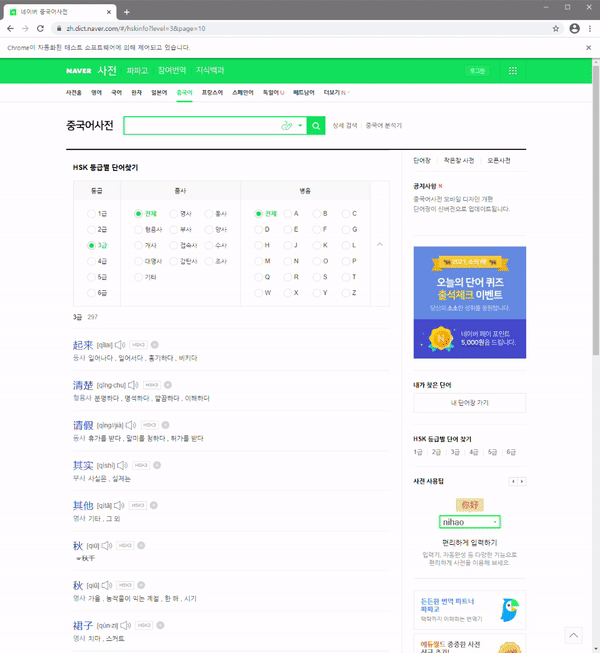 네이버 중국어사전
zh.dict.naver.com/#/hskinfo?level=3&page=10
Chrome이 자동화된 테스트 소프트웨어에 의해 제어되고 있습니다.
NAVER 사전 파파고 참여번역 지식백과 로그인
사전홈 영어 국어 한자 일본어 중국어 프랑스어 스페인어 독일어 U 베트남어 더보기 N
중국어사전 상세 검색 중국어 분석기
단어장 작은창 사전 오픈사전
HSK 등급별 단어찾기
등급 품사 병음
1급 전체 명사 동사 전체 A B C
2급 형용사 부사 양사 D E F G
3급 개사 접속사 수사 H J K L
4급 대명사 감탄사 조사 M N O P
5급 기타 Q R S T
6급 W X Y Z
3급 297
起来 [qǐlái] HSK3
동사 일어나다 , 일어서다 , 흥기하다 , 비키다
清楚 [qīng·chu] HSK3
형용사 분명하다 , 명석하다 , 깔끔하다 , 이해하다
请假 [qǐng//jià] HSK3
동사 휴가를 받다 , 말미를 청하다 , 허가를 받다
其实 [qíshí] HSK3
부사 사실은 , 실제는
其他 [qítā] HSK3
명사 기타 , 그 외
秋 [qiū] HSK3
⇒秋千
秋 [qiū] HSK3
명사 가을 , 농작물이 익는 계절 , 한 해 , 시기
裙子 [qún·zi] HSK3
명사 치마 , 스커트
공지사항 N
중국어사전 모바일 디자인 개편
단어장이 신버전으로 업데이트됩니다.
2021, 소의 해
오늘의 단어 퀴즈
출석체크 이벤트
당신의 소소한 성취를 응원합니다.
네이버 페이 포인트
5,000원을 드립니다.
내가 찾은 단어
내 단어장 가기
HSK 등급별 단어 찾기
1급 2급 3급 4급 5급 6급
사전 사용팁
你好
nihao
편리하게 입력하기
입력기, 자동완성 등 다양한 기능으로
편리하게 사전을 이용해 보세요.
든든한 번역 파트너
파파고
에듀윌드 중중한 사전